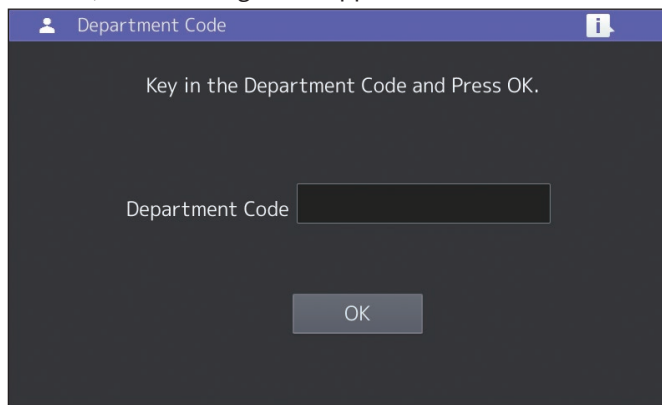 Department Code
i
Key in the Department Code and Press OK.
Department Code
OK